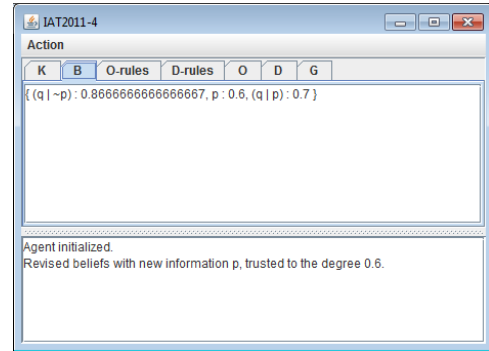 IAT2011-4
Action
K B O-rules D-rules O D G
{ (q | ~p) : 0.8666666666666667, p : 0.6, (q | p) : 0.7 }
Agent initialized.
Revised beliefs with new information p, trusted to the degree 0.6.